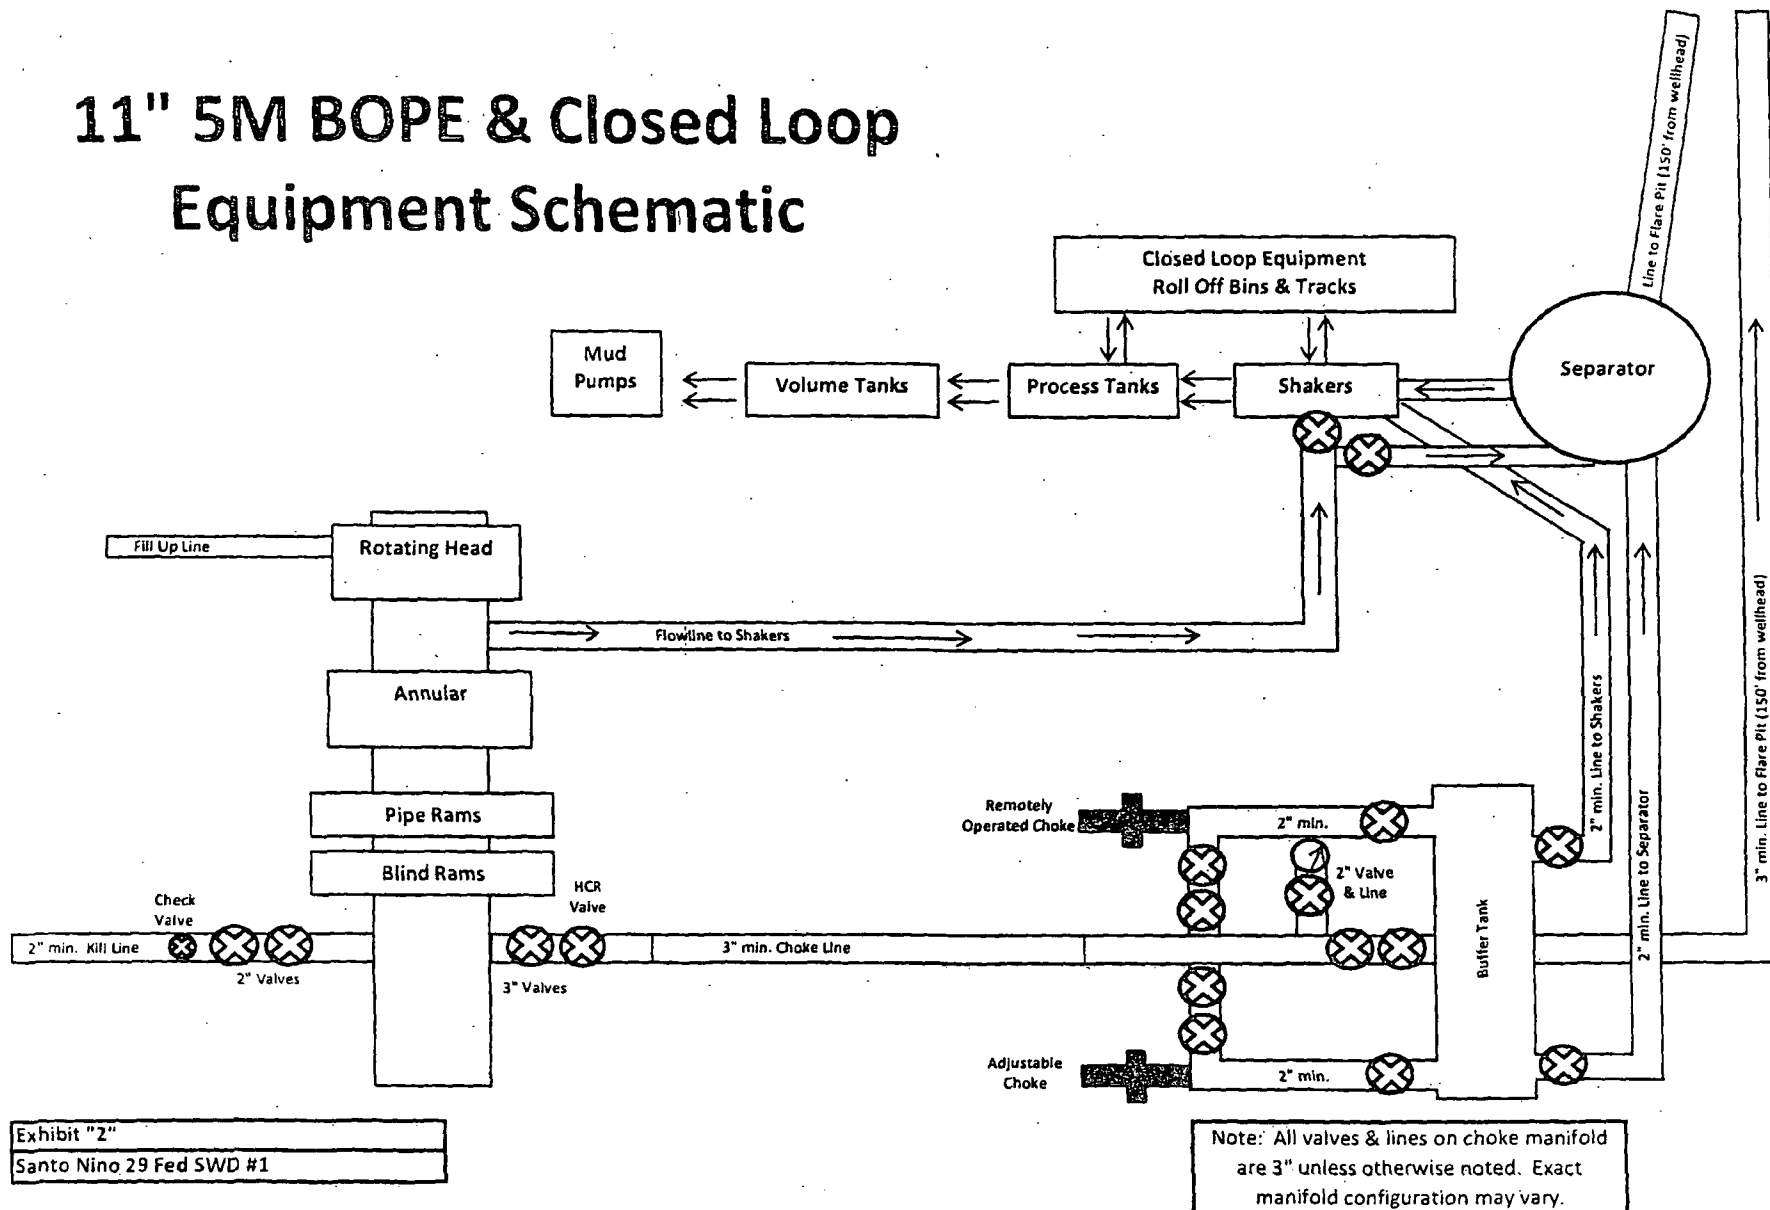 11" 5M BOPE & Closed Loop
Equipment Schematic
Line to Flare Pit (150' from wellhead)
Closed Loop Equipment
Roll Off Bins & Tracks
Mud
Pumps
Volume Tanks
Process Tanks
Shakers
Separator
Fill Up Line
Rotating Head
Flowline to Shakers
Annular
3" min. Line to Flare Pit (150' from wellhead)
2" min. Line to Shakers
2" min. Line to Separator
Pipe Rams
Remotely
Operated Choke
2" min.
Blind Rams
2" Valve
& Line
Check
Valve
HCR
Valve
2" min. Kill Line
3" min. Choke Line
Buffer Tank
2" Valves
3" Valves
Adjustable
Choke
2" min.
Exhibit "2"
Santo Nino 29 Fed SWD #1
Note: All valves & lines on choke manifold
are 3" unless otherwise noted. Exact
manifold configuration may vary.